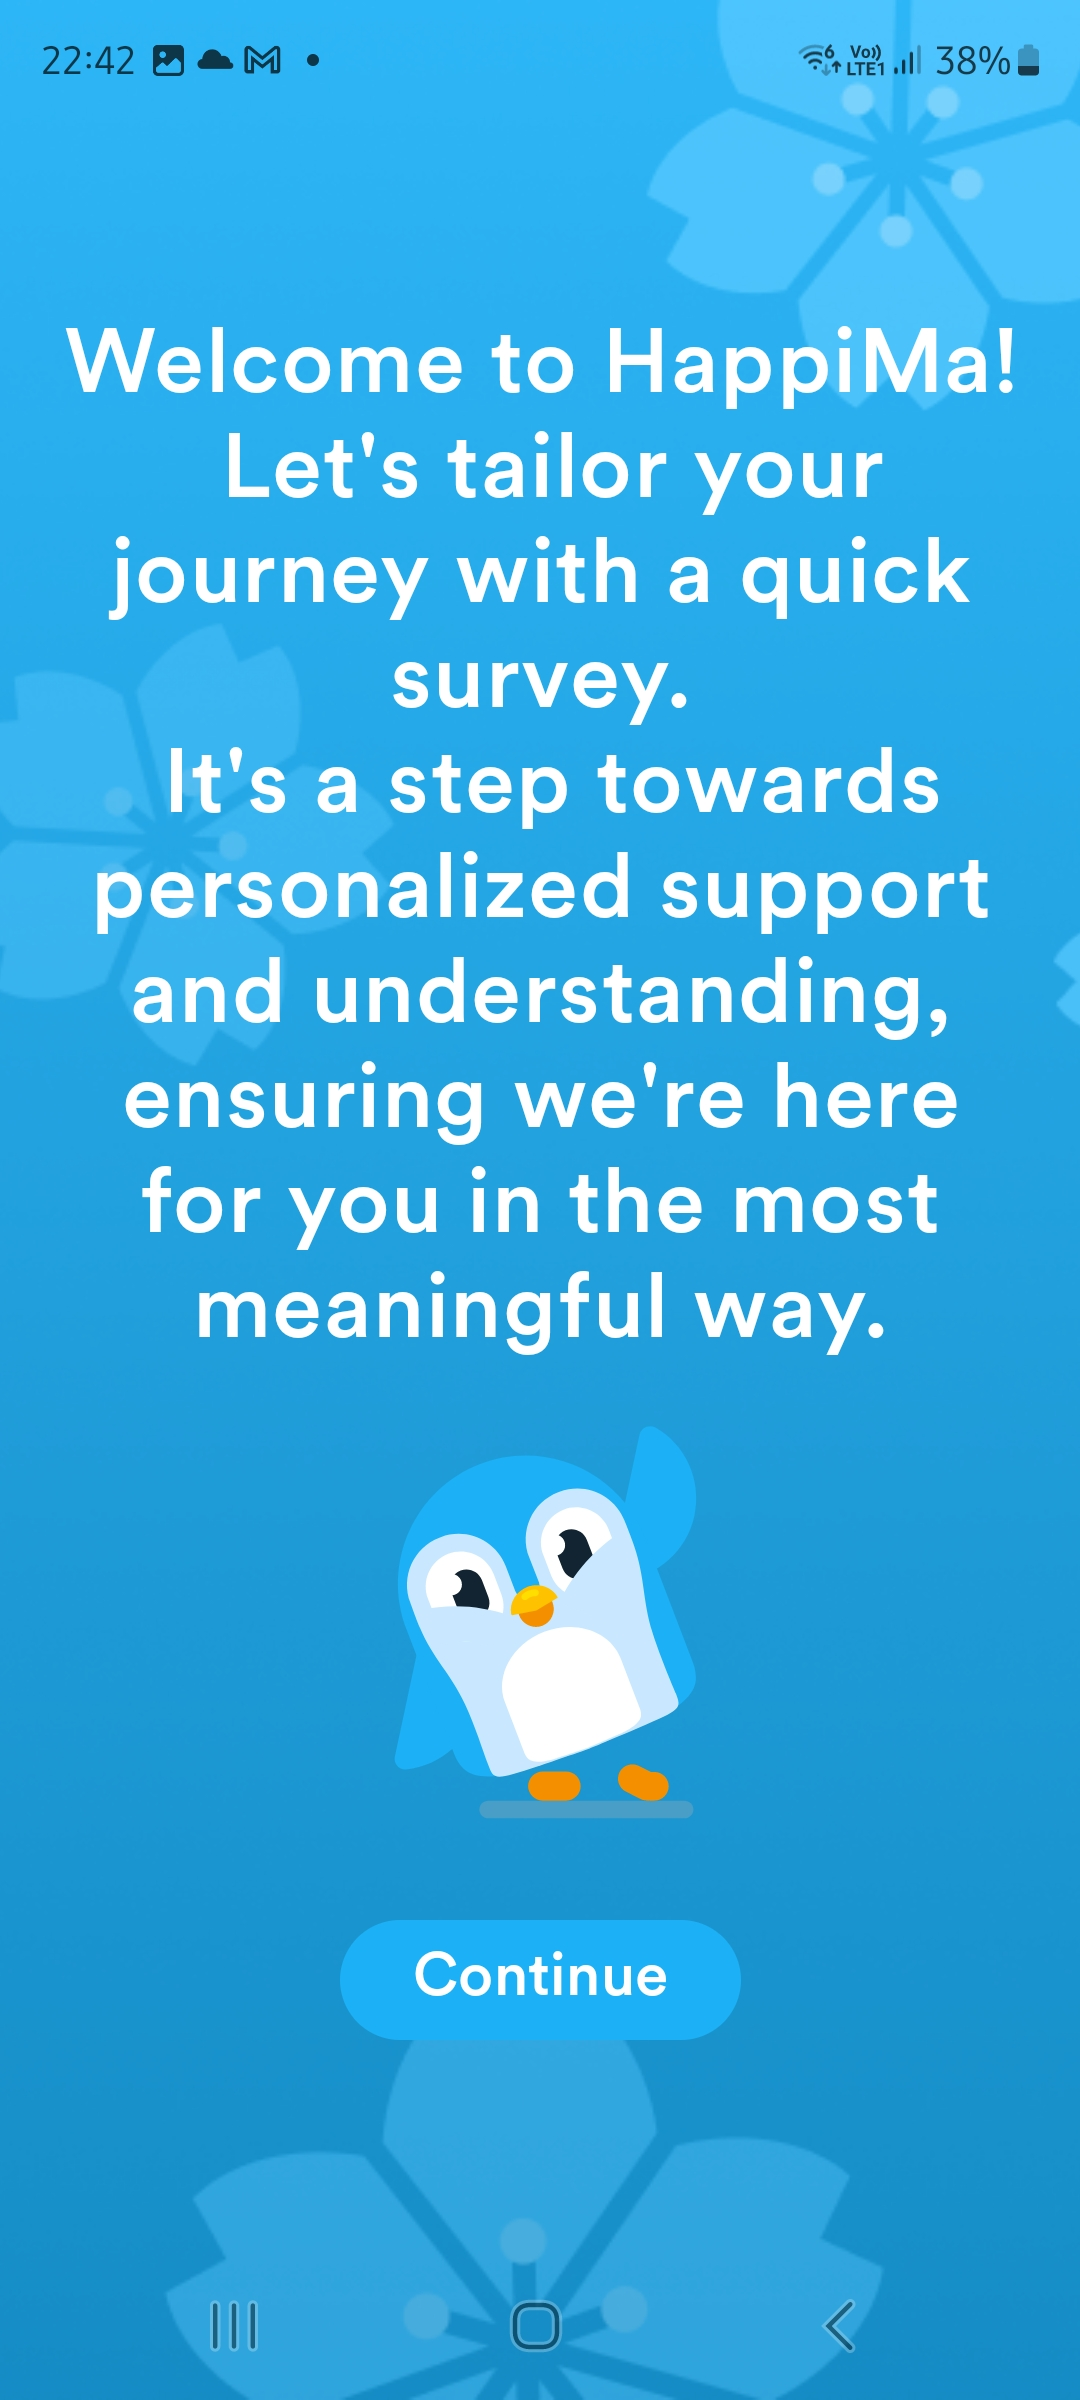 22:42
6 Vo)) LTE1 38%
Welcome to HappiMa!
Let's tailor your
journey with a quick
survey.
It's a step towards
personalized support
and understanding,
ensuring we're here
for you in the most
meaningful way.
Continue